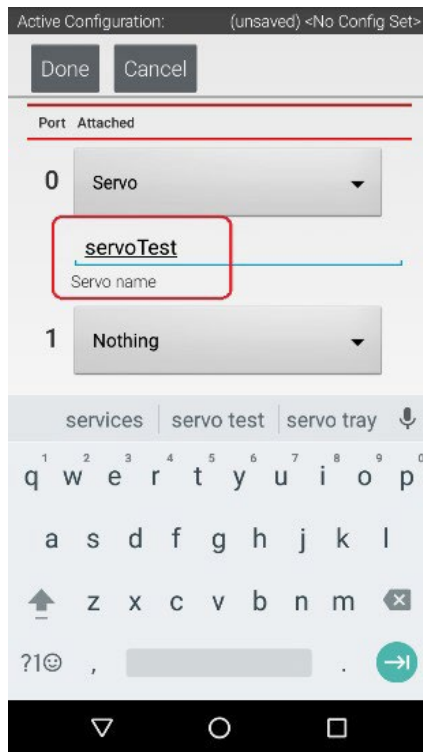 Active Configuration: (unsaved) <No Config Set>
Done Cancel
Port Attached
0 Servo
servoTest
Servo name
1 Nothing
services servo test servo tray
1 2 3 4 5 6 7 8 9 0
q w e r t y u i o p
a s d f g h j k l
z x c v b n m
?1☺ , .